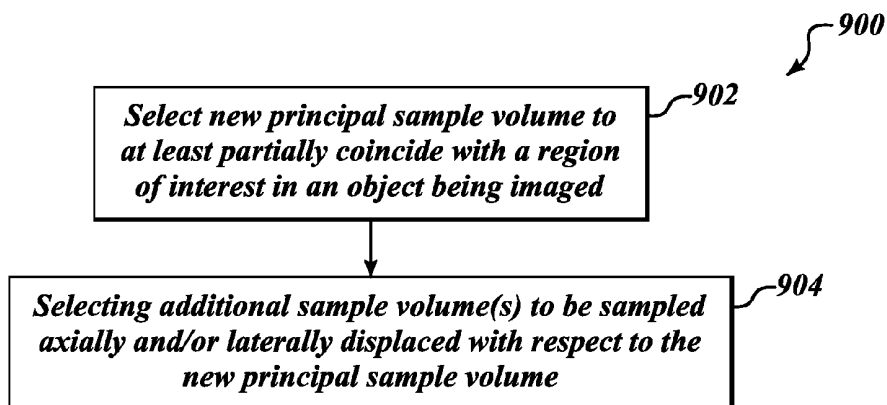 900
902
Select new principal sample volume to
at least partially coincide with a region
of interest in an object being imaged
904
Selecting additional sample volume(s) to be sampled
axially and/or laterally displaced with respect to the
new principal sample volume